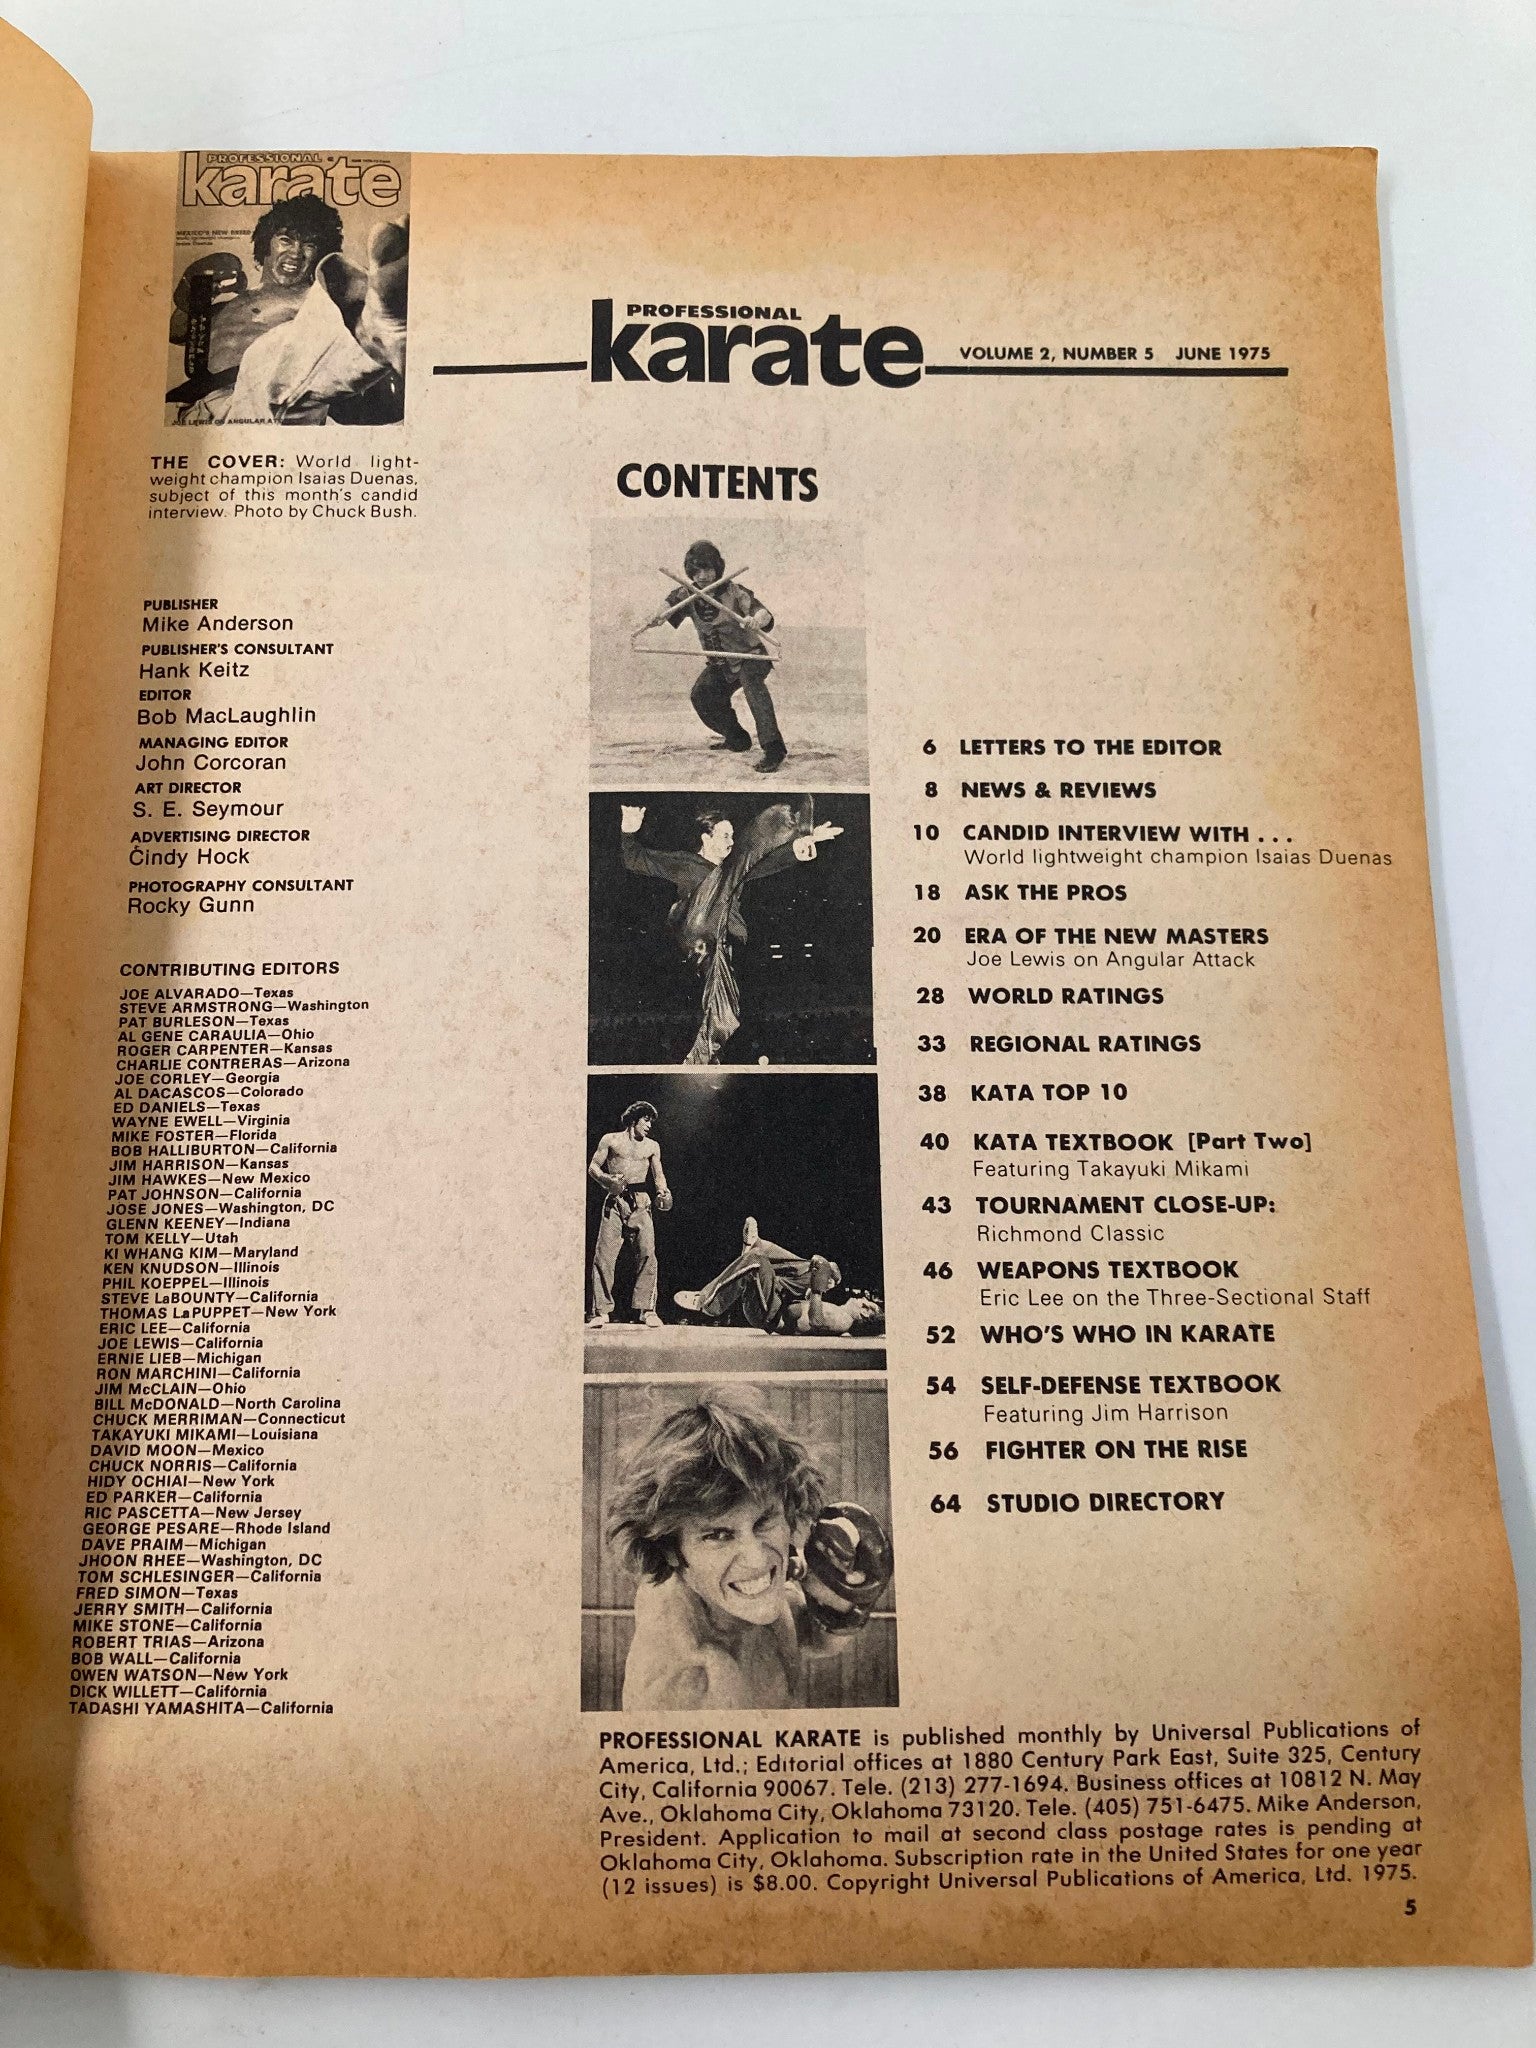 PROFESSIONAL
karate
MEXICO'S NEW BREED
JOE LEWIS ON ANGULAR
THE COVER: World light-
weight champion Isaias Duenas,
subject of this month's candid
interview. Photo by Chuck Bush.
PUBLISHER
Mike Anderson
PUBLISHER'S CONSULTANT
Hank Keitz
EDITOR
Bob MacLaughlin
MANAGING EDITOR
John Corcoran
ART DIRECTOR
S. E. Seymour
ADVERTISING DIRECTOR
Cindy Hock
PHOTOGRAPHY CONSULTANT
Rocky Gunn
CONTRIBUTING EDITORS
JOE ALVARADO—Texas
STEVE ARMSTRONG—Washington
PAT BURLESON—Texas
AL GENE CARAULIA—Ohio
ROGER CARPENTER—Kansas
CHARLIE CONTRERAS—Arizona
JOE CORLEY—Georgia
AL DACASCOS—Colorado
ED DANIELS—Texas
WAYNE EWELL—Virginia
MIKE FOSTER—Florida
BOB HALLIBURTON—California
JIM HARRISON—Kansas
JIM HAWKES—New Mexico
PAT JOHNSON—California
JOSE JONES—Washington, DC
GLENN KEENEY—Indiana
TOM KELLY—Utah
KI WHANG KIM—Maryland
KEN KNUDSON—Illinois
PHIL KOEPPEL—Illinois
STEVE LaBOUNTY—California
THOMAS LaPUPPET—New York
ERIC LEE—California
JOE LEWIS—California
ERNIE LIEB—Michigan
RON MARCHINI—California
JIM McCLAIN—Ohio
BILL McDONALD—North Carolina
CHUCK MERRIMAN—Connecticut
TAKAYUKI MIKAMI—Louisiana
DAVID MOON—Mexico
CHUCK NORRIS—California
HIDY OCHIAI—New York
ED PARKER—California
RIC PASCETTA—New Jersey
GEORGE PESARE—Rhode Island
DAVE PRAIM—Michigan
JHOON RHEE—Washington, DC
TOM SCHLESINGER—California
FRED SIMON—Texas
JERRY SMITH—California
MIKE STONE—California
ROBERT TRIAS—Arizona
BOB WALL—California
OWEN WATSON—New York
DICK WILLETT—California
TADASHI YAMASHITA—California
PROFESSIONAL
karate
VOLUME 2, NUMBER 5 JUNE 1975
CONTENTS
6 LETTERS TO THE EDITOR
8 NEWS & REVIEWS
10 CANDID INTERVIEW WITH . . .
World lightweight champion Isaias Duenas
18 ASK THE PROS
20 ERA OF THE NEW MASTERS
Joe Lewis on Angular Attack
28 WORLD RATINGS
33 REGIONAL RATINGS
38 KATA TOP 10
40 KATA TEXTBOOK [Part Two]
Featuring Takayuki Mikami
43 TOURNAMENT CLOSE-UP:
Richmond Classic
46 WEAPONS TEXTBOOK
Eric Lee on the Three-Sectional Staff
52 WHO'S WHO IN KARATE
54 SELF-DEFENSE TEXTBOOK
Featuring Jim Harrison
56 FIGHTER ON THE RISE
64 STUDIO DIRECTORY
PROFESSIONAL KARATE is published monthly by Universal Publications of
America, Ltd.; Editorial offices at 1880 Century Park East, Suite 325, Century
City, California 90067. Tele. (213) 277-1694. Business offices at 10812 N. May
Ave., Oklahoma City, Oklahoma 73120. Tele. (405) 751-6475. Mike Anderson,
President. Application to mail at second class postage rates is pending at
Oklahoma City, Oklahoma. Subscription rate in the United States for one year
(12 issues) is $8.00. Copyright Universal Publications of America, Ltd. 1975.
5